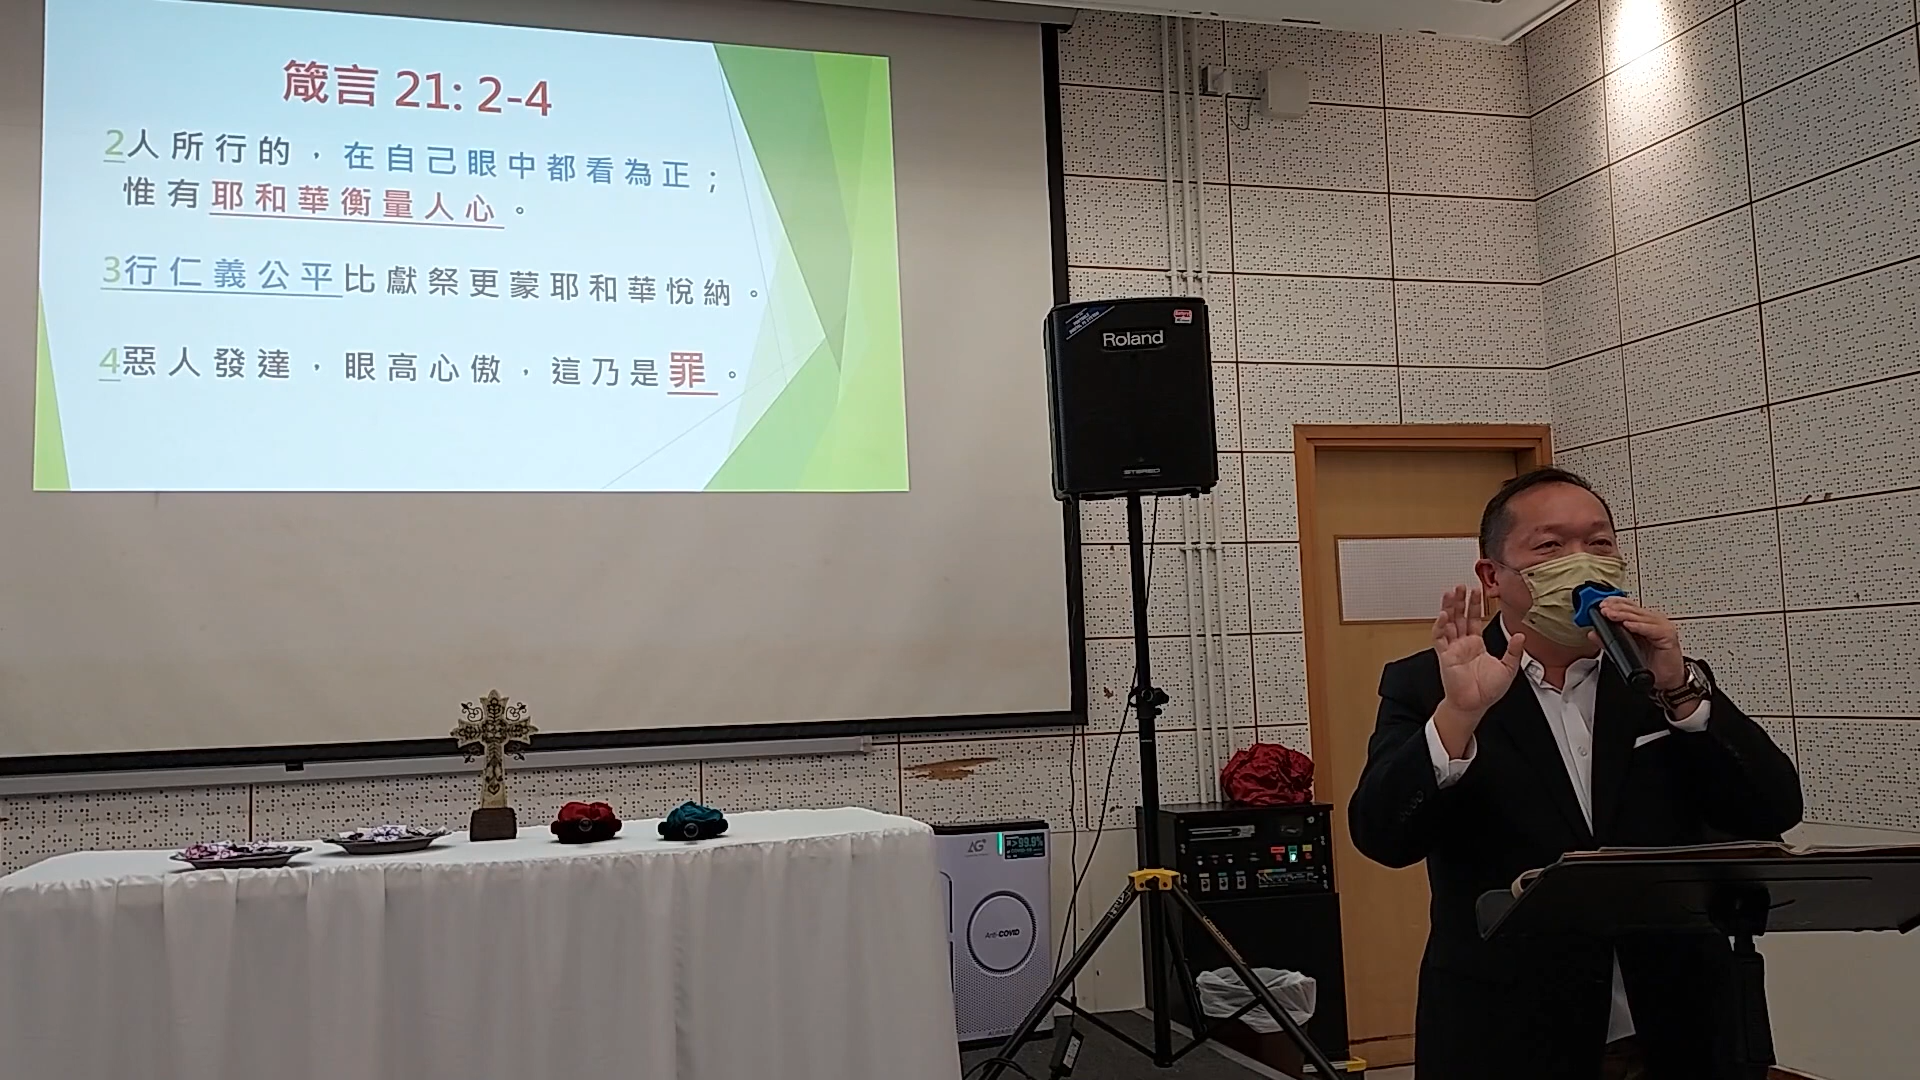 箴言 21: 2-4
2人所行的，在自己眼中都看為正；
惟有耶和華衡量人心。
3行仁義公平比獻祭更蒙耶和華悅納。
4惡人發達，眼高心傲，這乃是罪。
Roland
STEREO
AG+
>99.9%
Anti-COVID